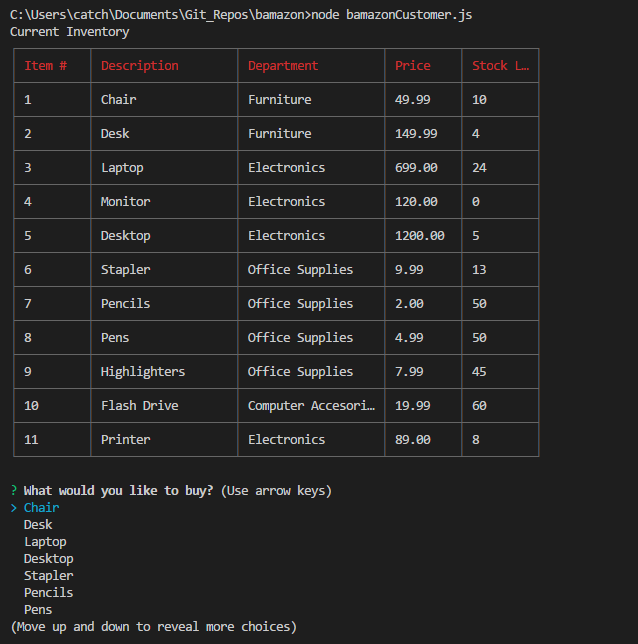 C:\Users\catch\Documents\Git_Repos\bamazon>node bamazonCustomer.js
Current Inventory
Item # Description Department Price Stock L…
1 Chair Furniture 49.99 10
2 Desk Furniture 149.99 4
3 Laptop Electronics 699.00 24
4 Monitor Electronics 120.00 0
5 Desktop Electronics 1200.00 5
6 Stapler Office Supplies 9.99 13
7 Pencils Office Supplies 2.00 50
8 Pens Office Supplies 4.99 50
9 Highlighters Office Supplies 7.99 45
10 Flash Drive Computer Accesori… 19.99 60
11 Printer Electronics 89.00 8
? What would you like to buy? (Use arrow keys)
> Chair
Desk
Laptop
Desktop
Stapler
Pencils
Pens
(Move up and down to reveal more choices)